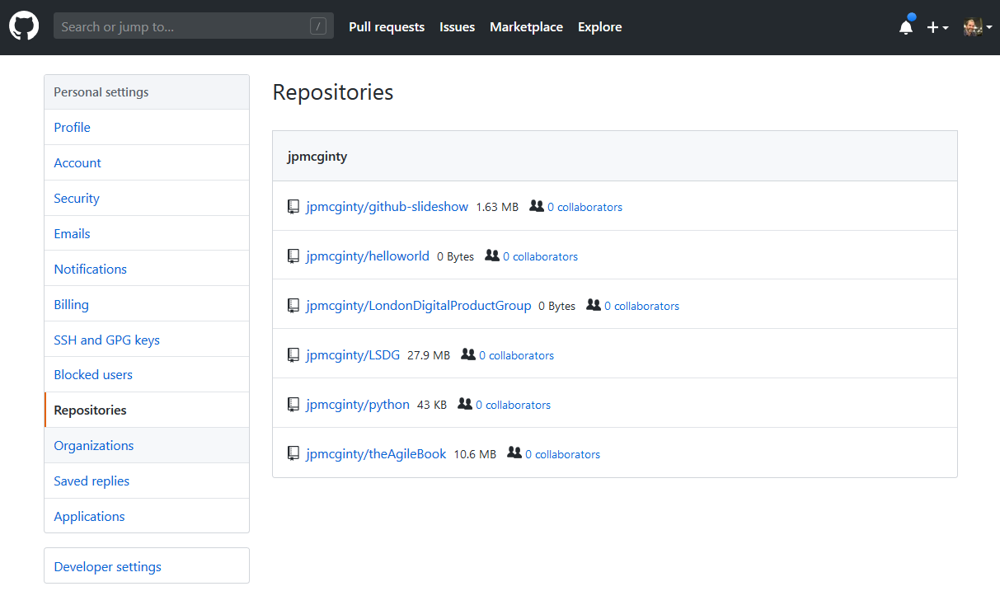 Search or jump to... /
Pull requests Issues Marketplace Explore
Personal settings
Profile
Account
Security
Emails
Notifications
Billing
SSH and GPG keys
Blocked users
Repositories
Organizations
Saved replies
Applications
Developer settings
Repositories
jpmcginty
jpmcginty/github-slideshow 1.63 MB 0 collaborators
jpmcginty/helloworld 0 Bytes 0 collaborators
jpmcginty/LondonDigitalProductGroup 0 Bytes 0 collaborators
jpmcginty/LSDG 27.9 MB 0 collaborators
jpmcginty/python 43 KB 0 collaborators
jpmcginty/theAgileBook 10.6 MB 0 collaborators